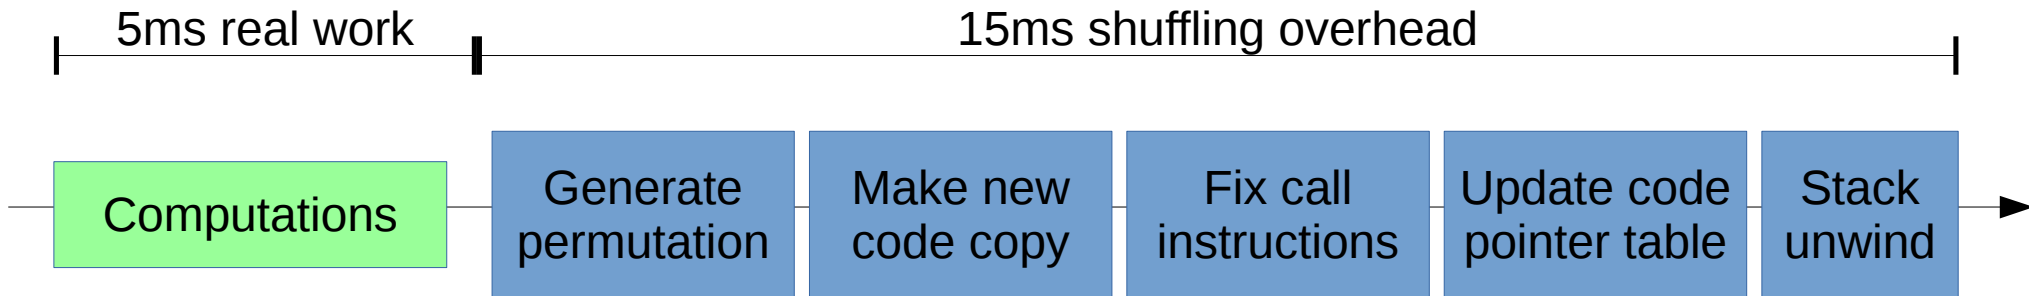 5ms real work
15ms shuffling overhead
Computations
Generate
permutation
Make new
code copy
Fix call
instructions
Update code
pointer table
Stack
unwind